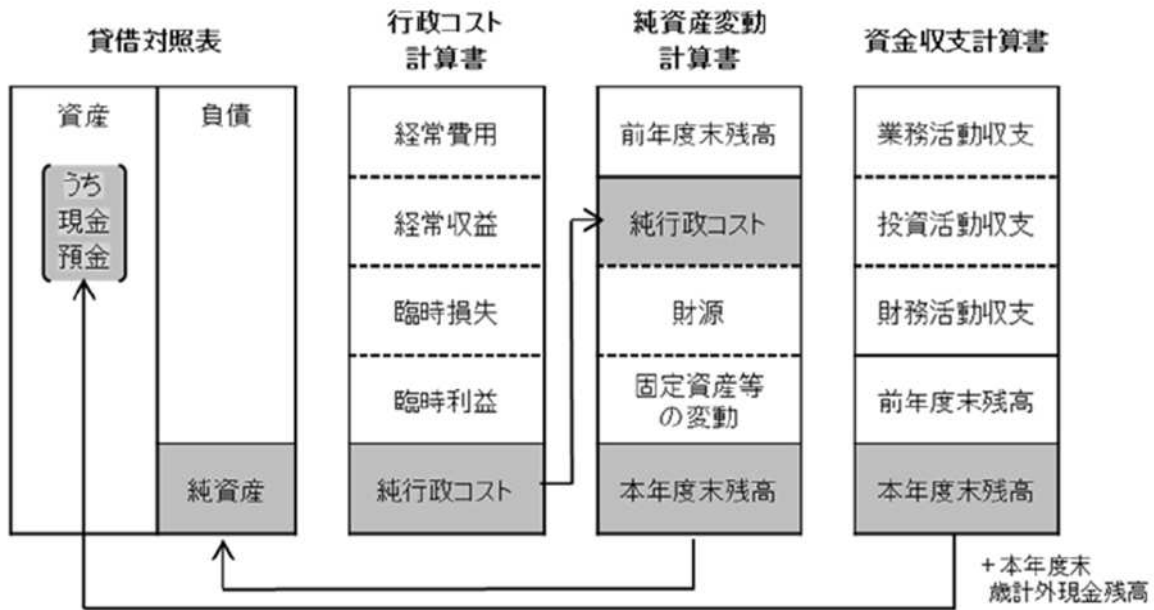 貸借対照表
資産
うち
現金
預金
負債
純資産
行政コスト
計算書
経常費用
経常収益
臨時損失
臨時利益
純行政コスト
純資産変動
計算書
前年度末残高
純行政コスト
財源
固定資産等
の変動
本年度末残高
資金収支計算書
業務活動収支
投資活動収支
財務活動収支
前年度末残高
本年度末残高
+本年度末
歳計外現金残高